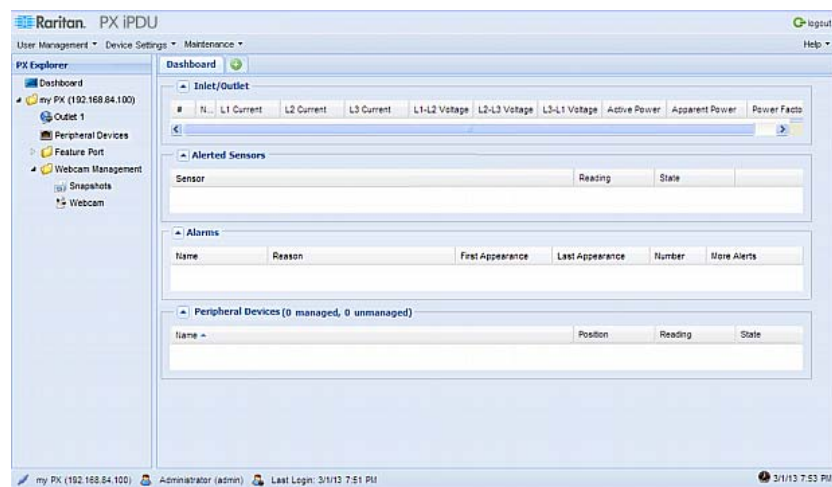 Raritan. PX iPDU
logout
User Management Device Settings Maintenance Help
PX Explorer
Dashboard
my PX (192.168.84.100)
Outlet 1
Peripheral Devices
Feature Port
Webcam Management
Snapshots
Webcam
Dashboard
Inlet/Outlet
# N... L1 Current L2 Current L3 Current L1-L2 Voltage L2-L3 Voltage L3-L1 Voltage Active Power Apparent Power Power Facto
Alerted Sensors
Sensor Reading State
Alarms
Name Reason First Appearance Last Appearance Number More Alerts
Peripheral Devices (0 managed, 0 unmanaged)
Name Position Reading State
my PX (192.168.84.100) Administrator (admin) Last Login: 3/1/13 7:51 PM 3/1/13 7:53 PM